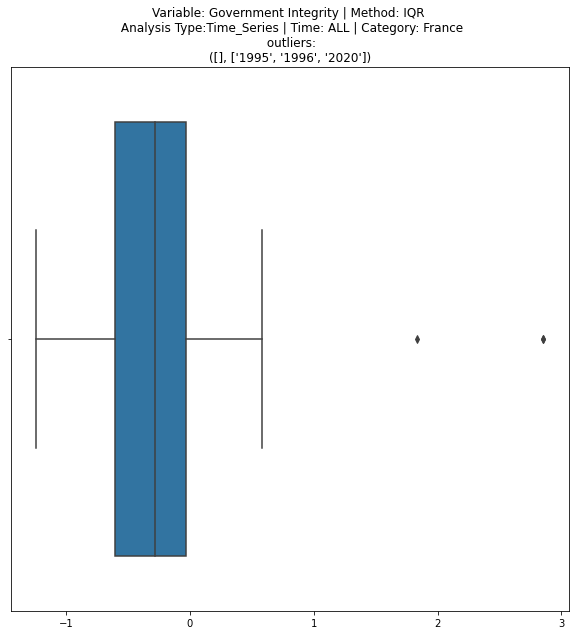 Variable: Government Integrity | Method: IQR
Analysis Type:Time_Series | Time: ALL | Category: France
outliers:
([], ['1995', '1996', '2020'])
−1
0
1
2
3